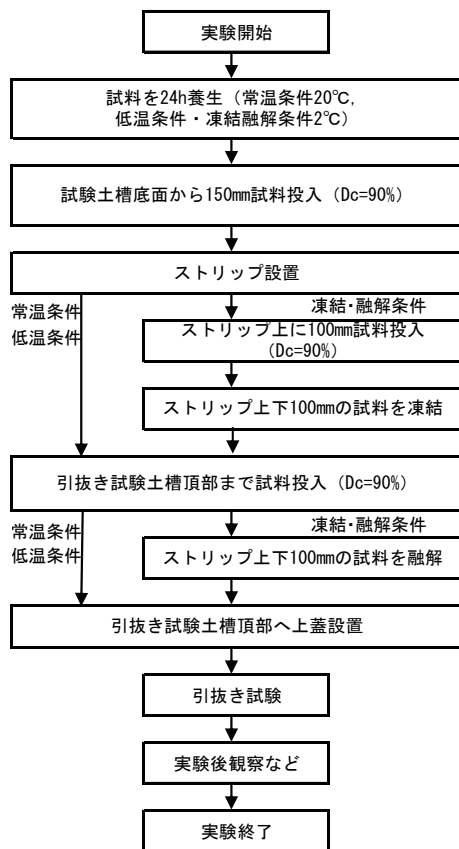 実験開始
試料を24h養生（常温条件20℃,
低温条件・凍結融解条件2℃）
試験土槽底面から150mm試料投入（Dc=90%）
ストリップ設置
常温条件
低温条件
凍結・融解条件
ストリップ上に100mm試料投入
(Dc=90%)
ストリップ上下100mmの試料を凍結
引抜き試験土槽頂部まで試料投入（Dc=90%）
常温条件
低温条件
凍結・融解条件
ストリップ上下100mmの試料を融解
引抜き試験土槽頂部へ上蓋設置
引抜き試験
実験後観察など
実験終了